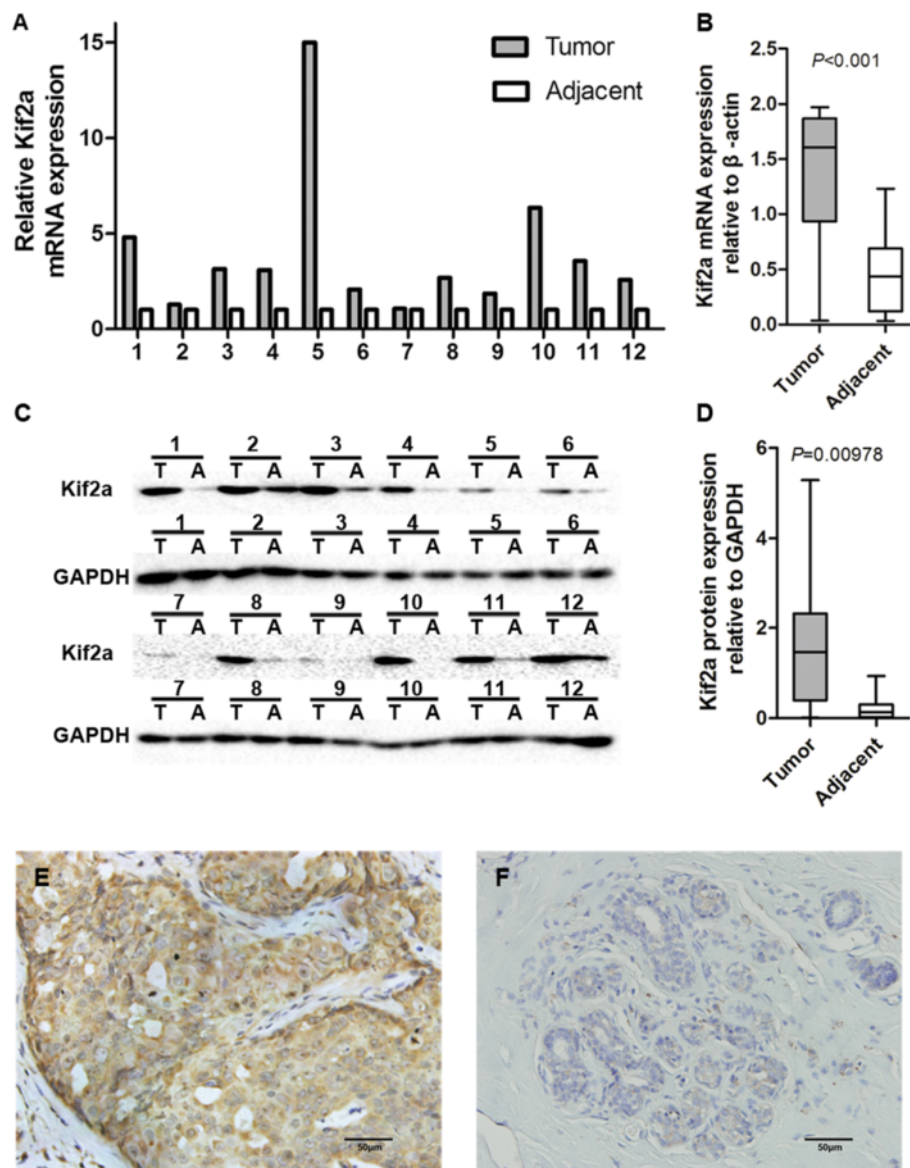 A
Relative Kif2a
mRNA expression
15
10
5
0
Tumor
Adjacent
1 2 3 4 5 6 7 8 9 10 11 12
B
Kif2a mRNA expression
relative to β -actin
2.5
2.0
1.5
1.0
0.5
0.0
P<0.001
Tumor
Adjacent
C
1 2 3 4 5 6
T A T A T A T A T A T A
Kif2a
1 2 3 4 5 6
T A T A T A T A T A T A
GAPDH
7 8 9 10 11 12
T A T A T A T A T A T A
Kif2a
7 8 9 10 11 12
T A T A T A T A T A T A
GAPDH
D
Kif2a protein expression
relative to GAPDH
6
4
2
0
P=0.00978
Tumor
Adjacent
E
50μm
F
50μm